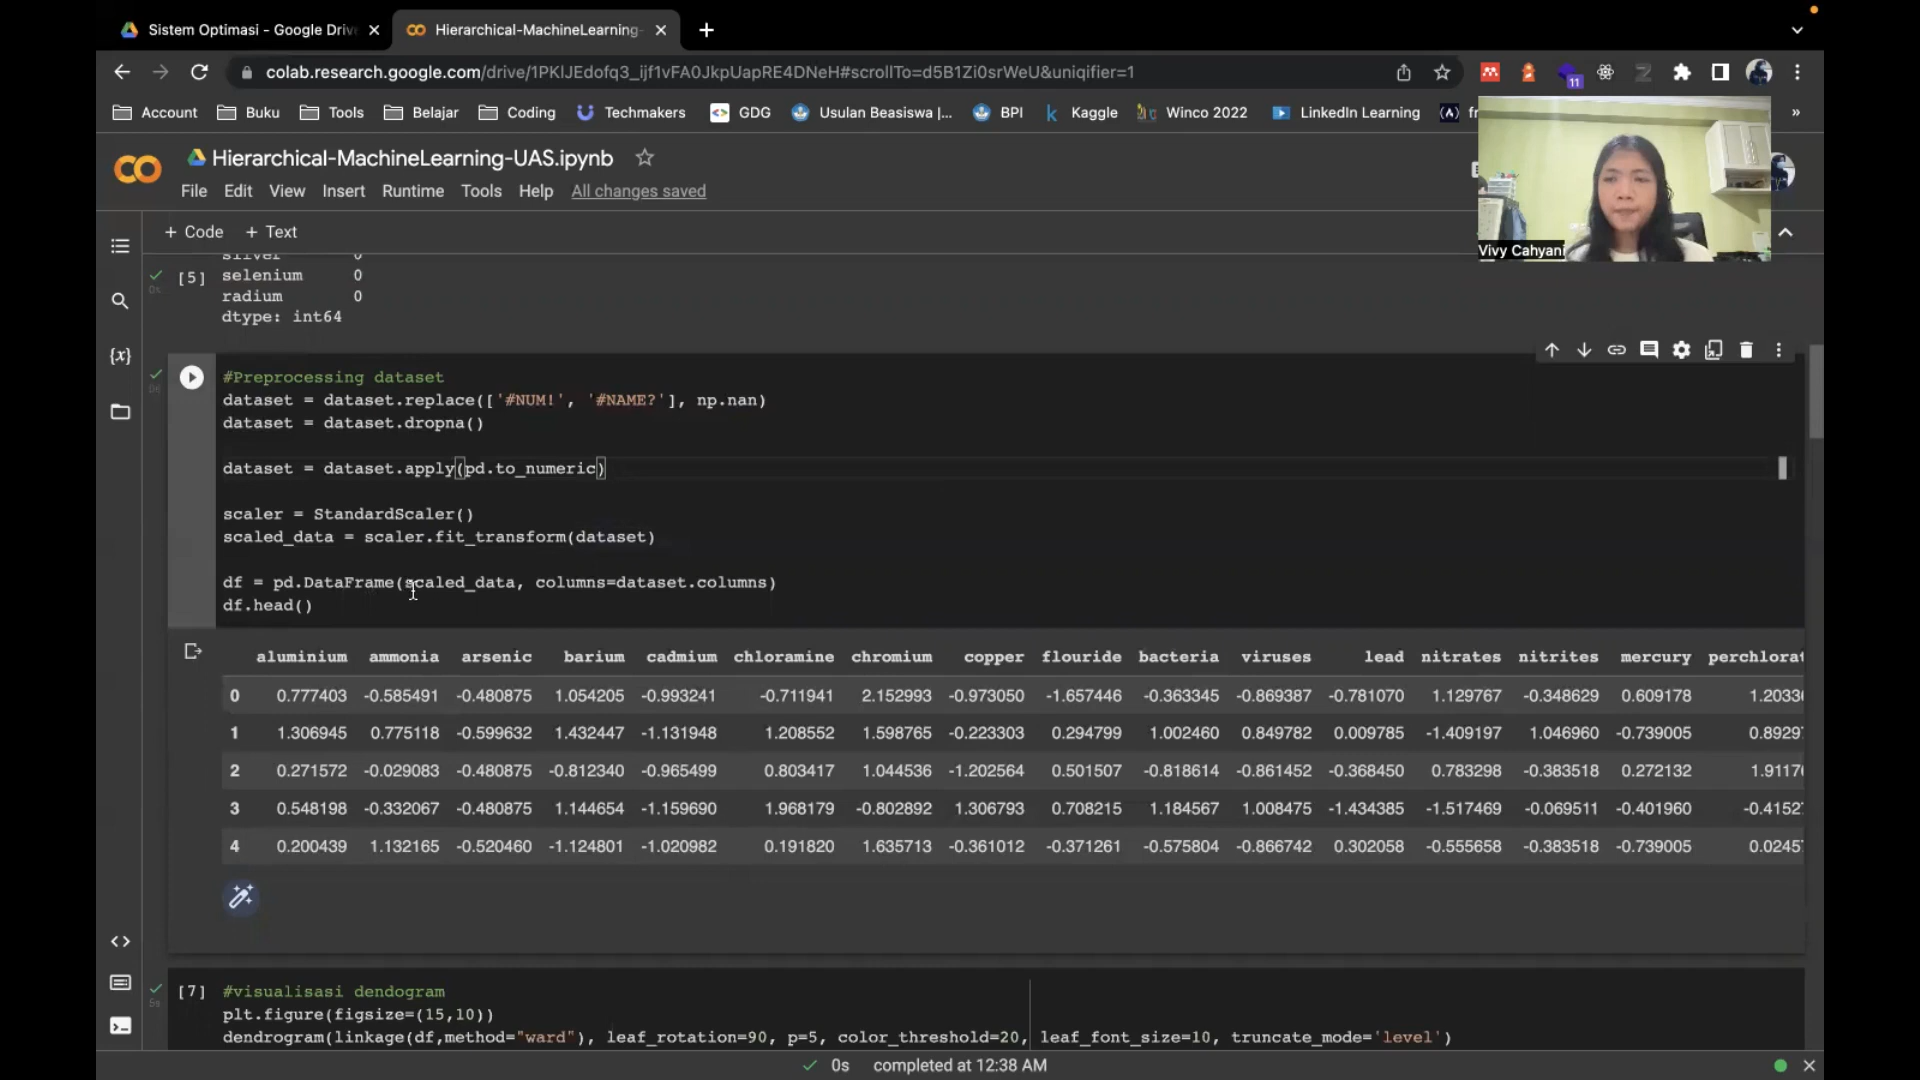 Sistem Optimasi - Google Drive
Hierarchical-MachineLearning-
colab.research.google.com/drive/1PKlJEdofq3_ijf1vFA0JkpUapRE4DNeH#scrollTo=d5B1Zi0srWeU&uniqifier=1
11
Account Buku Tools Belajar Coding Techmakers GDG Usulan Beasiswa |... BPI Kaggle Winco 2022 LinkedIn Learning
Hierarchical-MachineLearning-UAS.ipynb
File Edit View Insert Runtime Tools Help All changes saved
+ Code + Text
Vivy Cahyani
silver 0
[5] selenium 0
radium 0
dtype: int64
#Preprocessing dataset
dataset = dataset.replace(['#NUM!', '#NAME?'], np.nan)
dataset = dataset.dropna()
dataset = dataset.apply(pd.to_numeric)
scaler = StandardScaler()
scaled_data = scaler.fit_transform(dataset)
df = pd.DataFrame(scaled_data, columns=dataset.columns)
df.head()
aluminium ammonia arsenic barium cadmium chloramine chromium copper flouride bacteria viruses lead nitrates nitrites mercury perchlorat
0 0.777403 -0.585491 -0.480875 1.054205 -0.993241 -0.711941 2.152993 -0.973050 -1.657446 -0.363345 -0.869387 -0.781070 1.129767 -0.348629 0.609178 1.20336
1 1.306945 0.775118 -0.599632 1.432447 -1.131948 1.208552 1.598765 -0.223303 0.294799 1.002460 0.849782 0.009785 -1.409197 1.046960 -0.739005 0.89297
2 0.271572 -0.029083 -0.480875 -0.812340 -0.965499 0.803417 1.044536 -1.202564 0.501507 -0.818614 -0.861452 -0.368450 0.783298 -0.383518 0.272132 1.91176
3 0.548198 -0.332067 -0.480875 1.144654 -1.159690 1.968179 -0.802892 1.306793 0.708215 1.184567 1.008475 -1.434385 -1.517469 -0.069511 -0.401960 -0.41527
4 0.200439 1.132165 -0.520460 -1.124801 -1.020982 0.191820 1.635713 -0.361012 -0.371261 -0.575804 -0.866742 0.302058 -0.555658 -0.383518 -0.739005 0.02457
[7] #visualisasi dendogram
plt.figure(figsize=(15,10))
dendrogram(linkage(df,method="ward"), leaf_rotation=90, p=5, color_threshold=20, leaf_font_size=10, truncate_mode='level')
0s completed at 12:38 AM